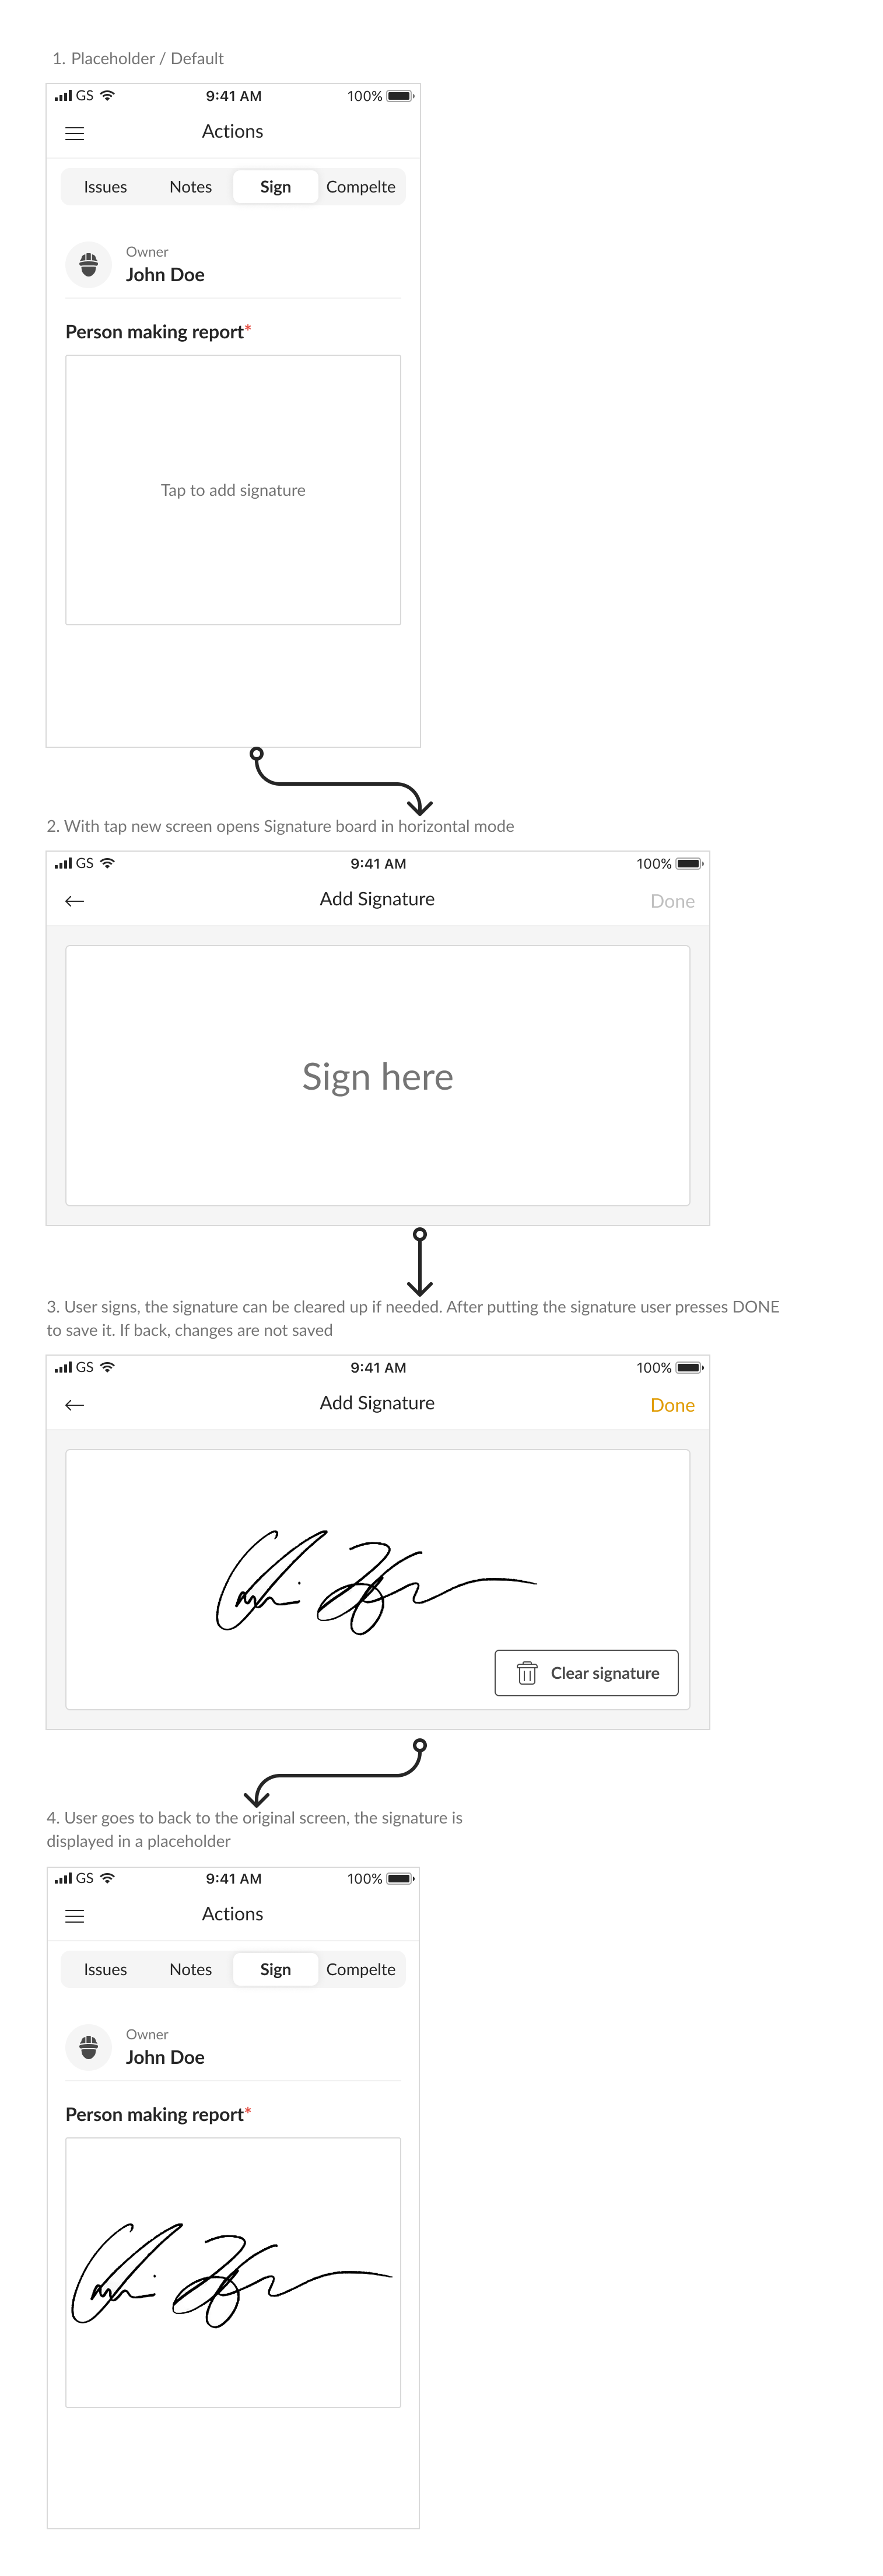 1. Placeholder / Default
GS 9:41 AM 100%
Actions
Issues Notes Sign Compelte
Owner
John Doe
Person making report*
Tap to add signature
2. With tap new screen opens Signature board in horizontal mode
GS 9:41 AM 100%
Add Signature Done
Sign here
3. User signs, the signature can be cleared up if needed. After putting the signature user presses DONE
to save it. If back, changes are not saved
GS 9:41 AM 100%
Add Signature Done
Clear signature
4. User goes to back to the original screen, the signature is
displayed in a placeholder
GS 9:41 AM 100%
Actions
Issues Notes Sign Compelte
Owner
John Doe
Person making report*